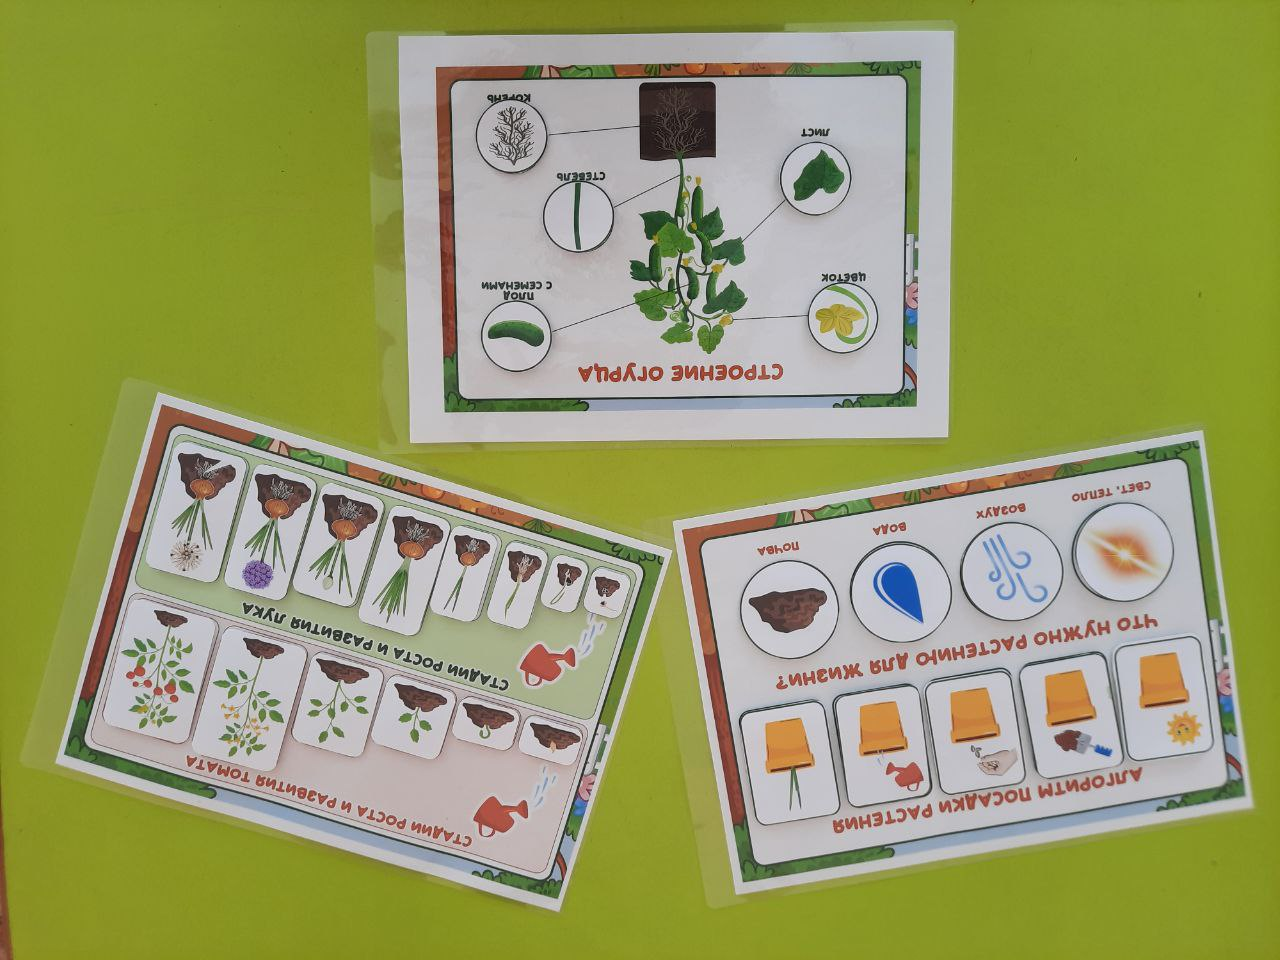 СТРОЕНИЕ ОГУРЦА
ПЛОД
С СЕМЕНАМИ
ЦВЕТОК
СТЕБЕЛЬ
ЛИСТ
КОРЕНЬ
АЛГОРИТМ ПОСАДКИ РАСТЕНИЯ
ЧТО НУЖНО РАСТЕНИЮ ДЛЯ ЖИЗНИ?
СВЕТ, ТЕПЛО
ВОЗДУХ
ВОДА
ПОЧВА
СТАДИИ РОСТА И РАЗВИТИЯ ТОМАТА
СТАДИИ РОСТА И РАЗВИТИЯ ЛУКА